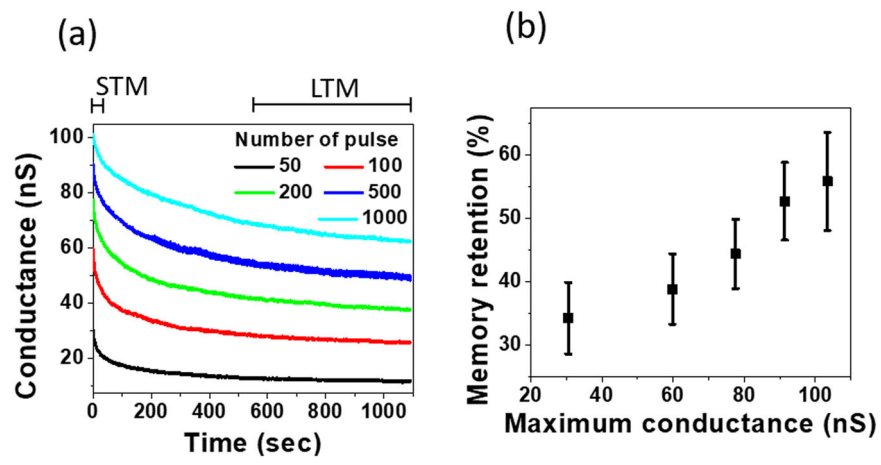 (a)
STM LTM
Conductance (nS)
100
80
60
40
20
Number of pulse
50 100
200 500
1000
0 200 400 600 800 1000
Time (sec)
(b)
Memory retention (%)
60
50
40
30
20 40 60 80 100
Maximum conductance (nS)